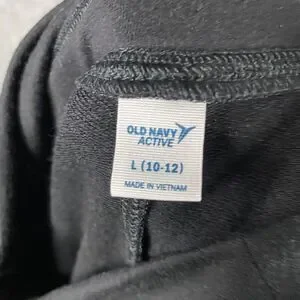 OLD NAVY
ACTIVE
L (10-12)
MADE IN VIETNAM